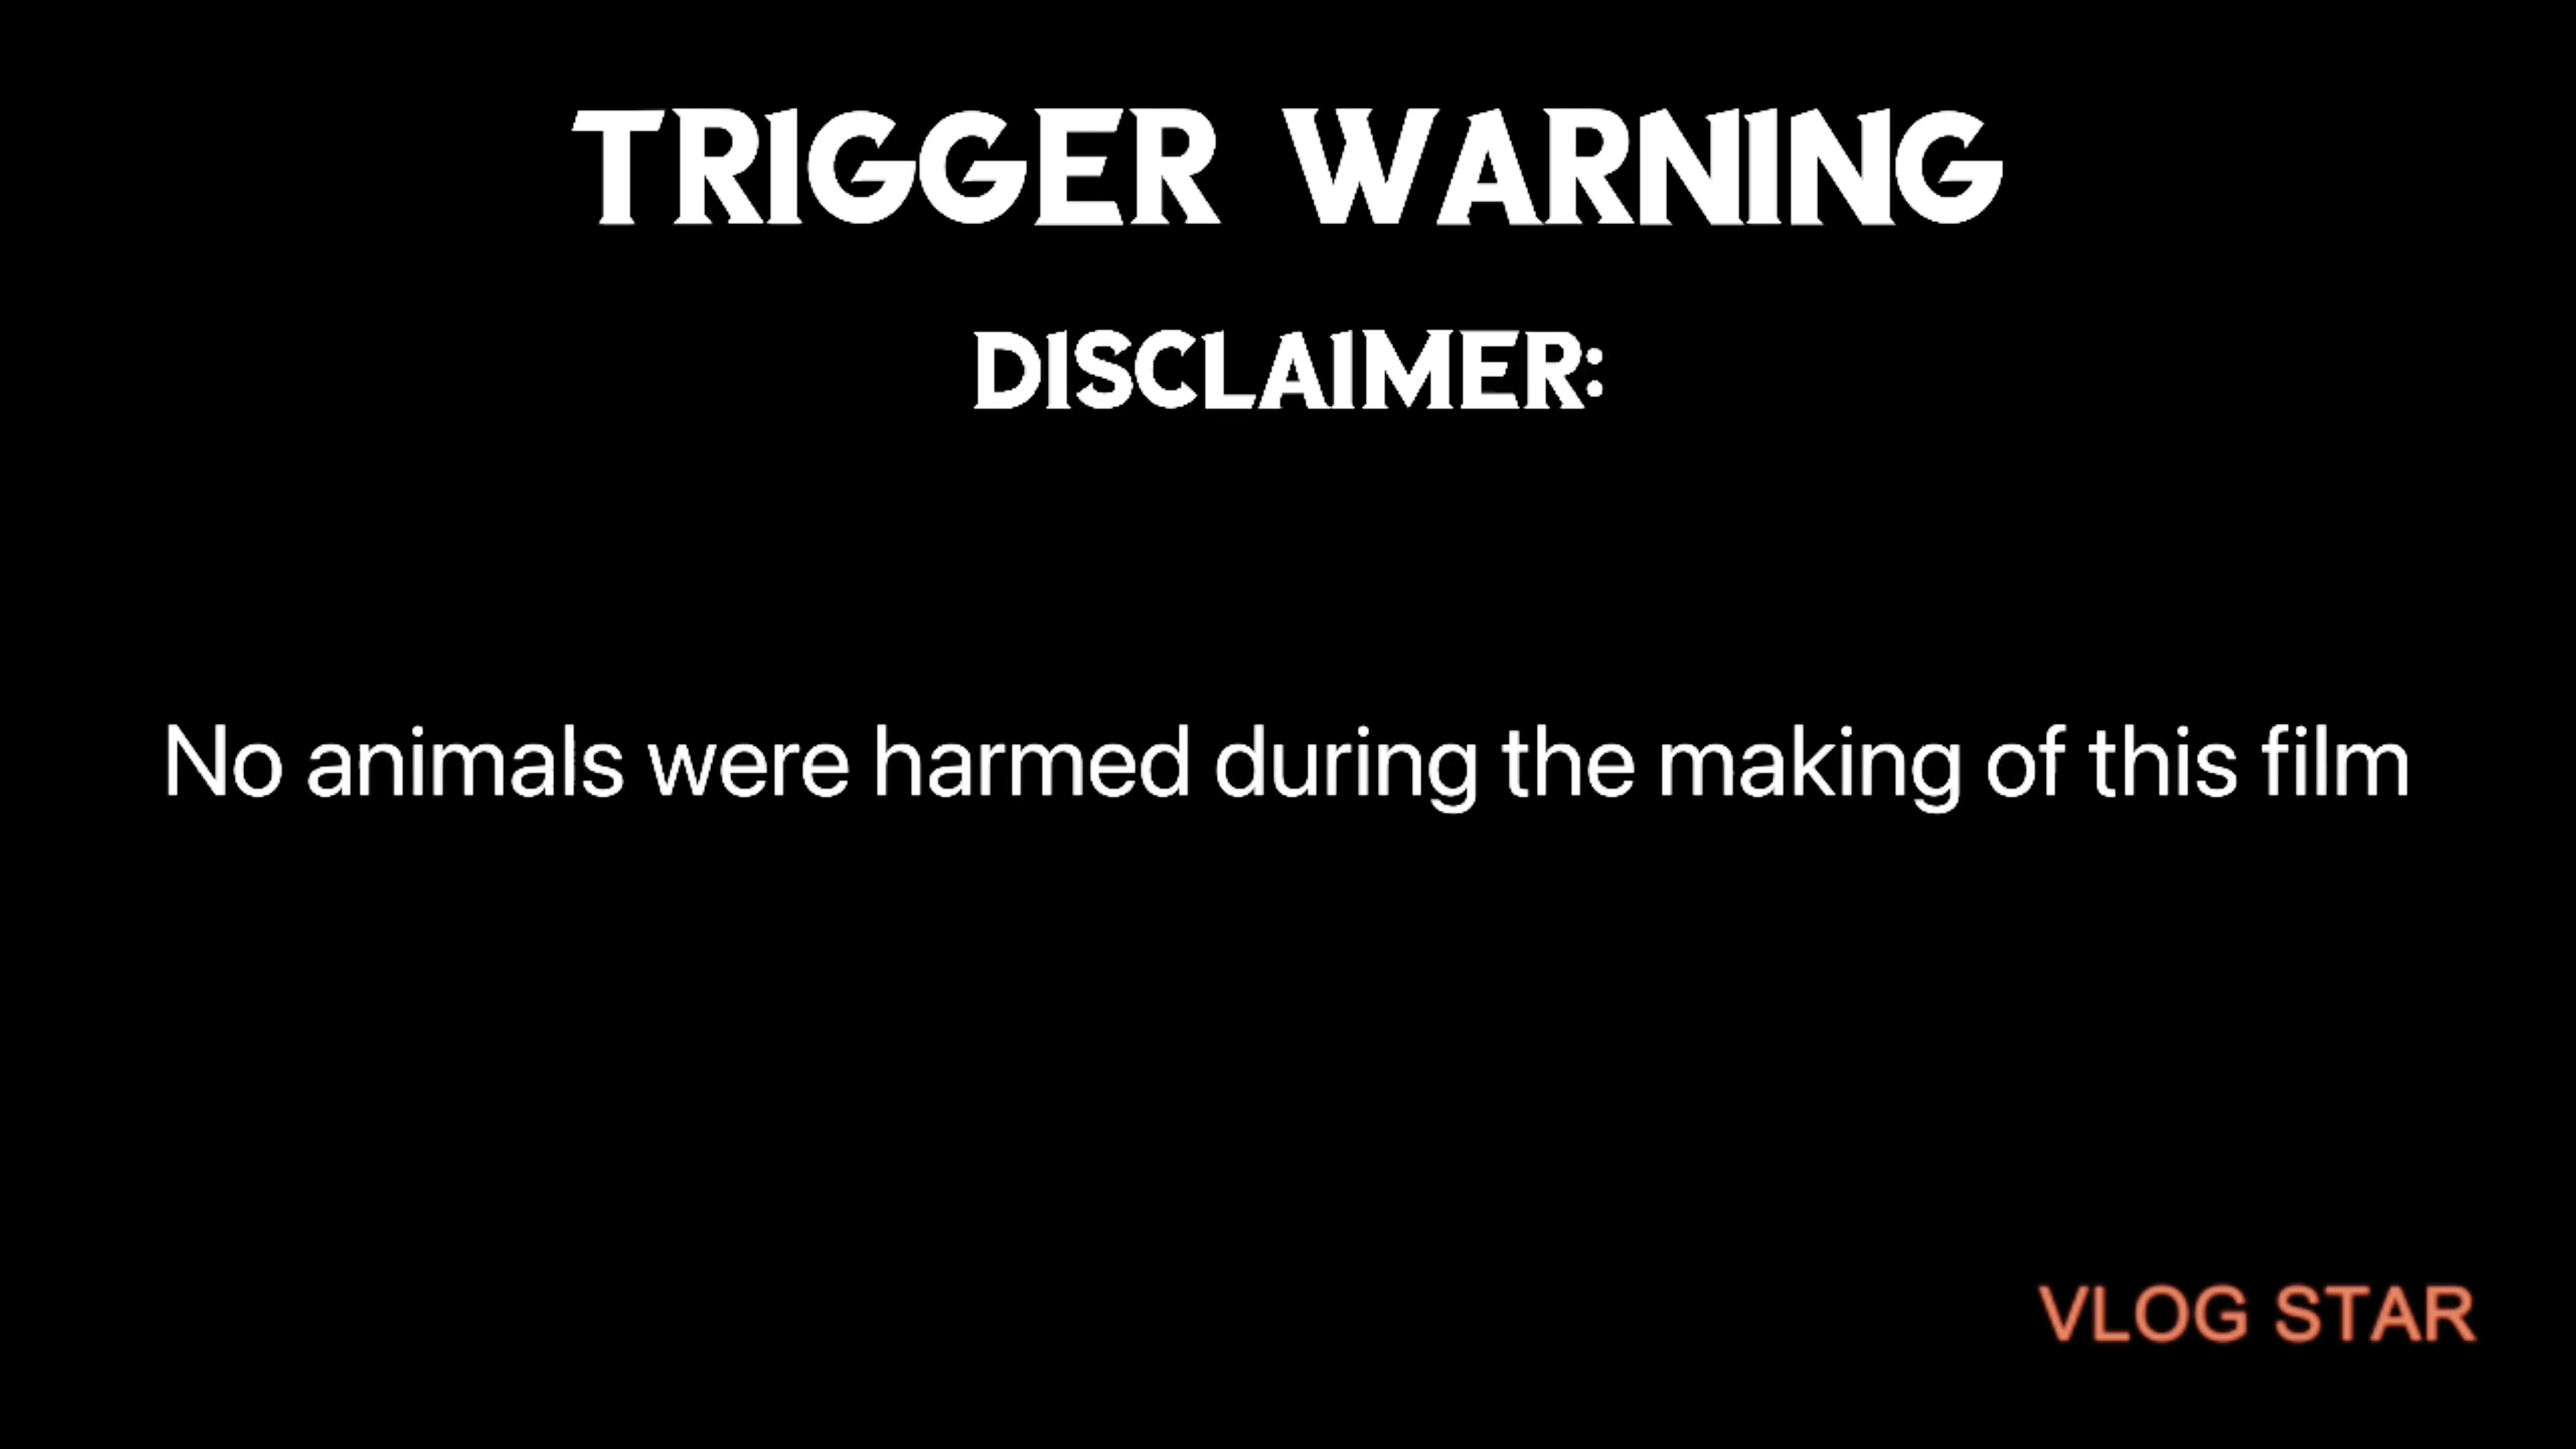 TRIGGER WARNING
DISCLAIMER:
No animals were harmed during the making of this film
VLOG STAR